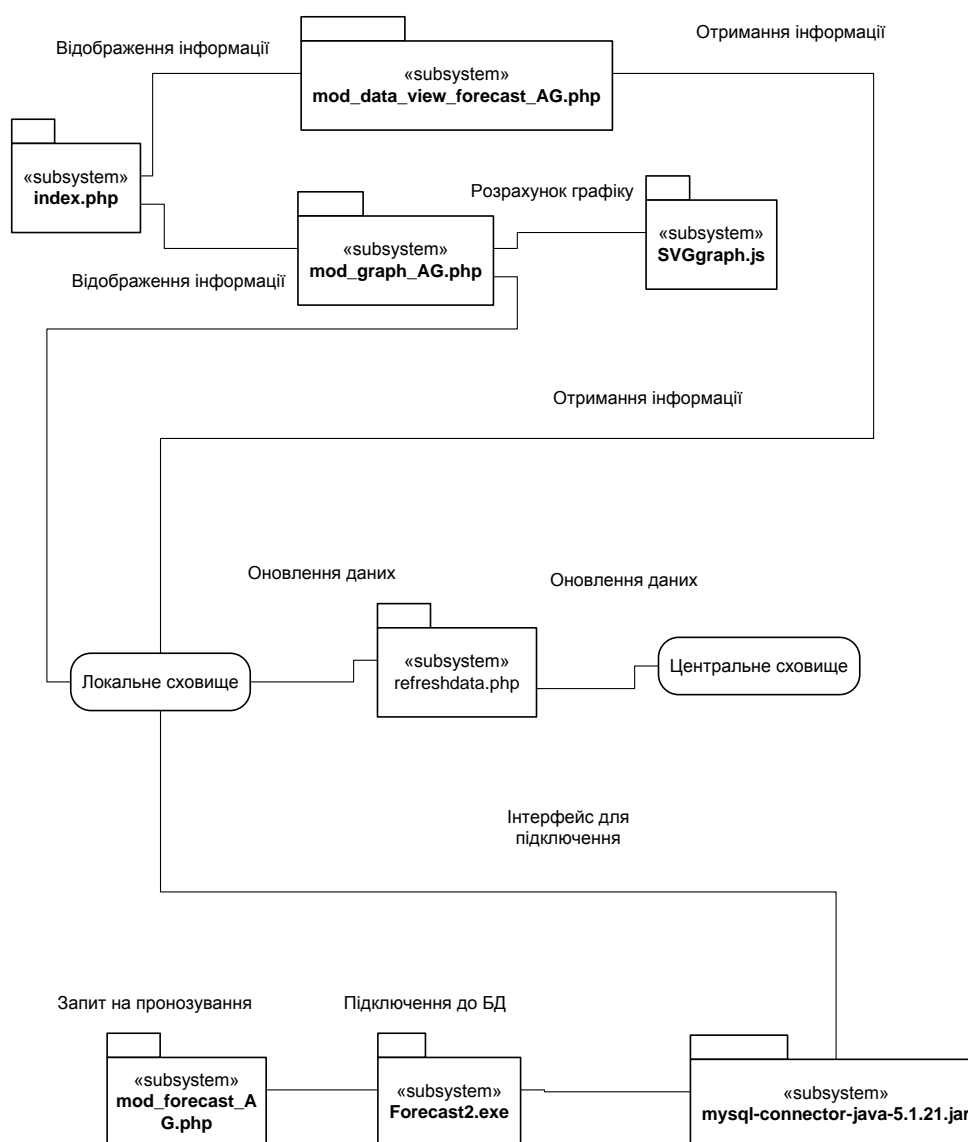 Відображення інформації
Отримання інформації
«subsystem»
mod_data_view_forecast_AG.php
«subsystem»
index.php
Розрахунок графіку
«subsystem»
mod_graph_AG.php
«subsystem»
SVGgraph.js
Відображення інформації
Отримання інформації
Оновлення даних
Оновлення даних
Локальне сховище
«subsystem»
refreshdata.php
Центральне сховище
Інтерфейс для
підключення
Запит на пронозування
Підключення до БД
«subsystem»
mod_forecast_A
G.php
«subsystem»
Forecast2.exe
«subsystem»
mysql-connector-java-5.1.21.jar